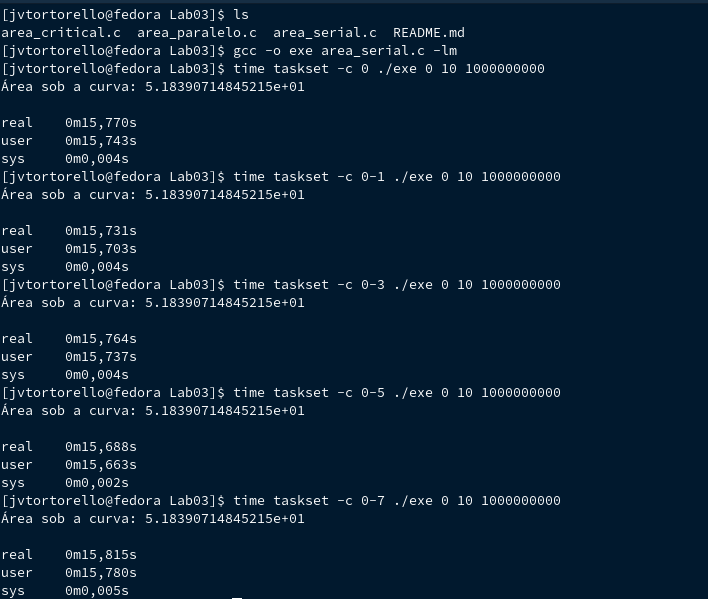 [jvtortorello@fedora Lab03]$ ls
area_critical.c  area_paralelo.c  area_serial.c  README.md
[jvtortorello@fedora Lab03]$ gcc -o exe area_serial.c -lm
[jvtortorello@fedora Lab03]$ time taskset -c 0 ./exe 0 10 1000000000
Área sob a curva: 5.18390714845215e+01
real    0m15,770s
user    0m15,743s
sys     0m0,004s
[jvtortorello@fedora Lab03]$ time taskset -c 0-1 ./exe 0 10 1000000000
Área sob a curva: 5.18390714845215e+01
real    0m15,731s
user    0m15,703s
sys     0m0,004s
[jvtortorello@fedora Lab03]$ time taskset -c 0-3 ./exe 0 10 1000000000
Área sob a curva: 5.18390714845215e+01
real    0m15,764s
user    0m15,737s
sys     0m0,004s
[jvtortorello@fedora Lab03]$ time taskset -c 0-5 ./exe 0 10 1000000000
Área sob a curva: 5.18390714845215e+01
real    0m15,688s
user    0m15,663s
sys     0m0,002s
[jvtortorello@fedora Lab03]$ time taskset -c 0-7 ./exe 0 10 1000000000
Área sob a curva: 5.18390714845215e+01
real    0m15,815s
user    0m15,780s
sys     0m0,005s